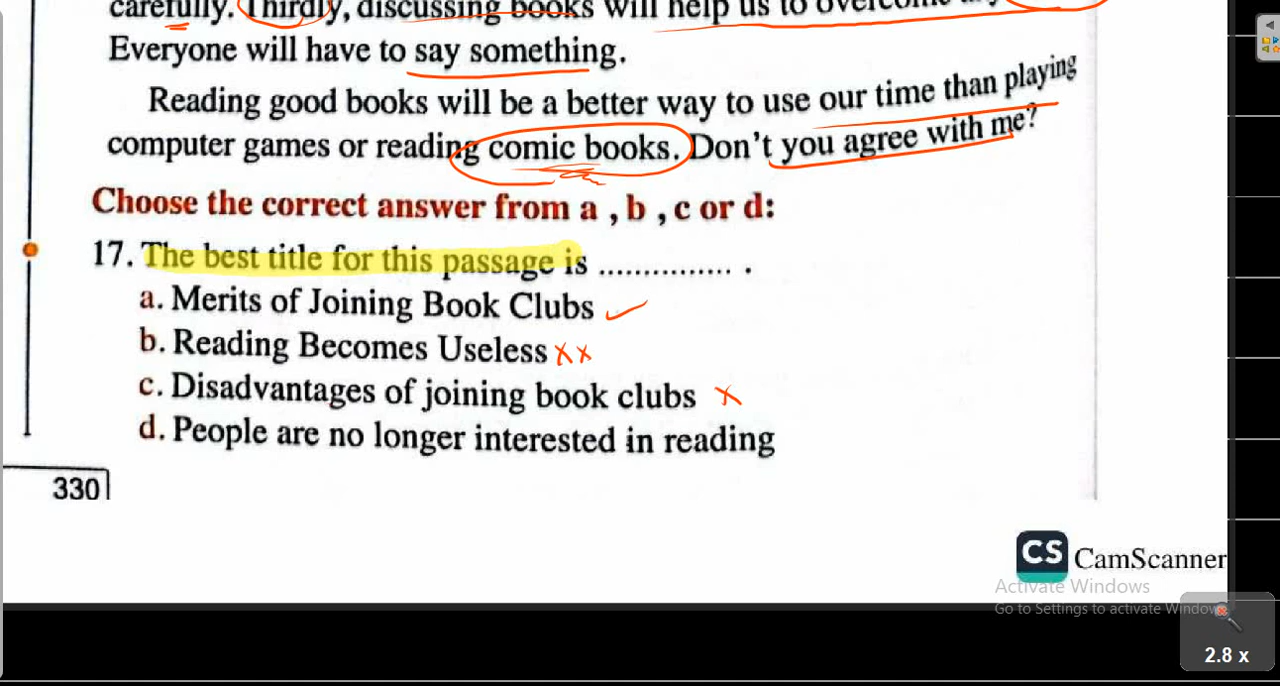 carefully. Thirdly, discussing books will help us to overcome
Everyone will have to say something.
Reading good books will be a better way to use our time than playing
computer games or reading comic books. Don't you agree with me?
Choose the correct answer from a , b , c or d:
17. The best title for this passage is ............... .
a. Merits of Joining Book Clubs
b. Reading Becomes Useless
c. Disadvantages of joining book clubs
d. People are no longer interested in reading
330
CS CamScanner
Activate Windows
Go to Settings to activate Windows
2.8 x